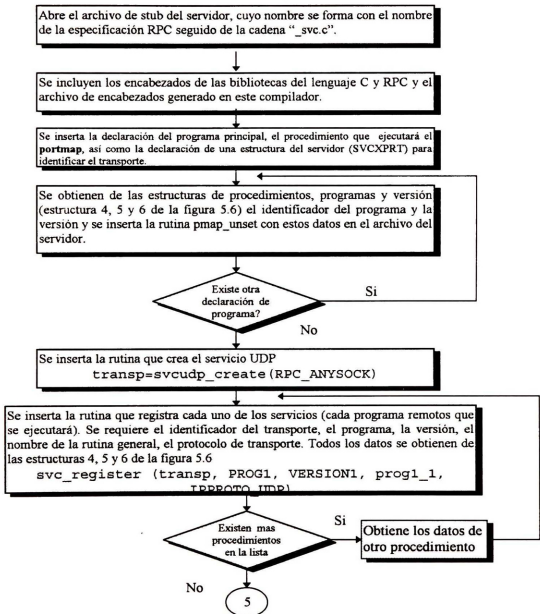 Abre el archivo de stub del servidor, cuyo nombre se forma con el nombre
de la especificación RPC seguido de la cadena “_svc.c”.
Se incluyen los encabezados de las bibliotecas del lenguaje C y RPC y el
archivo de encabezados generado en este compilador.
Se inserta la declaración del programa principal, el procedimiento que ejecutará el
portmap, así como la declaración de una estructura del servidor (SVCXPRT) para
identificar el transporte.
Se obtienen de las estructuras de procedimientos, programas y versión
(estructura 4, 5 y 6 de la figura 5.6) el identificador del programa y la
versión y se inserta la rutina pmap_unset con estos datos en el archivo del
servidor.
Existe otra
declaración de
programa?
Si
No
Se inserta la rutina que crea el servicio UDP
transp=svcudp_create(RPC_ANYSOCK)
Se inserta la rutina que registra cada uno de los servicios (cada programa remotos que
se ejecutará). Se requiere el identificador del transporte, el programa, la versión, el
nombre de la rutina general, el protocolo de transporte. Todos los datos se obtienen de
las estructuras 4, 5 y 6 de la figura 5.6
svc_register (transp, PROG1, VERSION1, prog1_1,
IPPROTO_UDP)
Existen mas
procedimientos
en la lista
Si
Obtiene los datos de
otro procedimiento
No
5